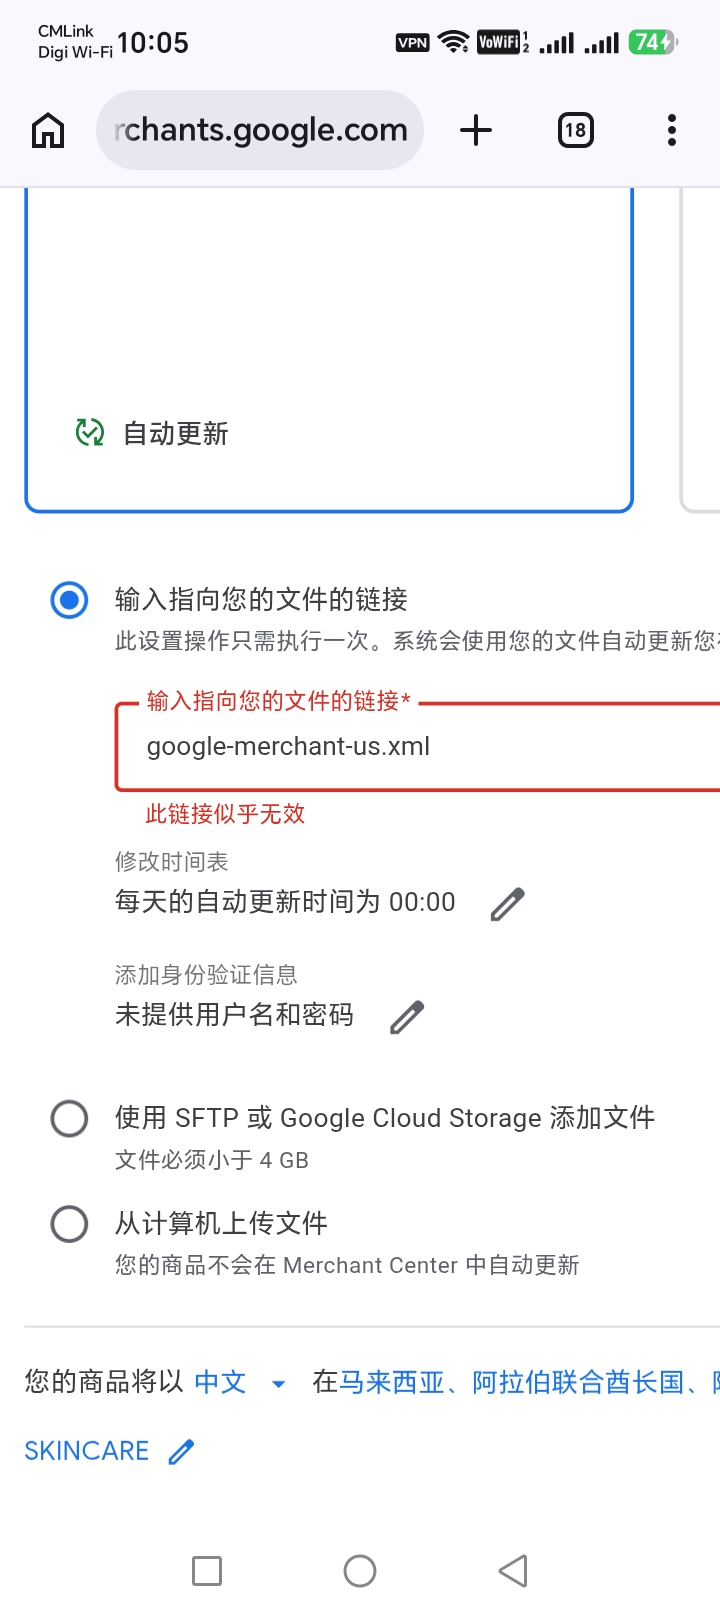 CMLink
Digi Wi-Fi
10:05
VPN
VoWiFi 1 2
74
rchants.google.com
18
自动更新
输入指向您的文件的链接
此设置操作只需执行一次。系统会使用您的文件自动更新您
输入指向您的文件的链接*
google-merchant-us.xml
此链接似乎无效
修改时间表
每天的自动更新时间为 00:00
添加身份验证信息
未提供用户名和密码
使用 SFTP 或 Google Cloud Storage 添加文件
文件必须小于 4 GB
从计算机上传文件
您的商品不会在 Merchant Center 中自动更新
您的商品将以 中文 在马来西亚、阿拉伯联合酋长国、
SKINCARE